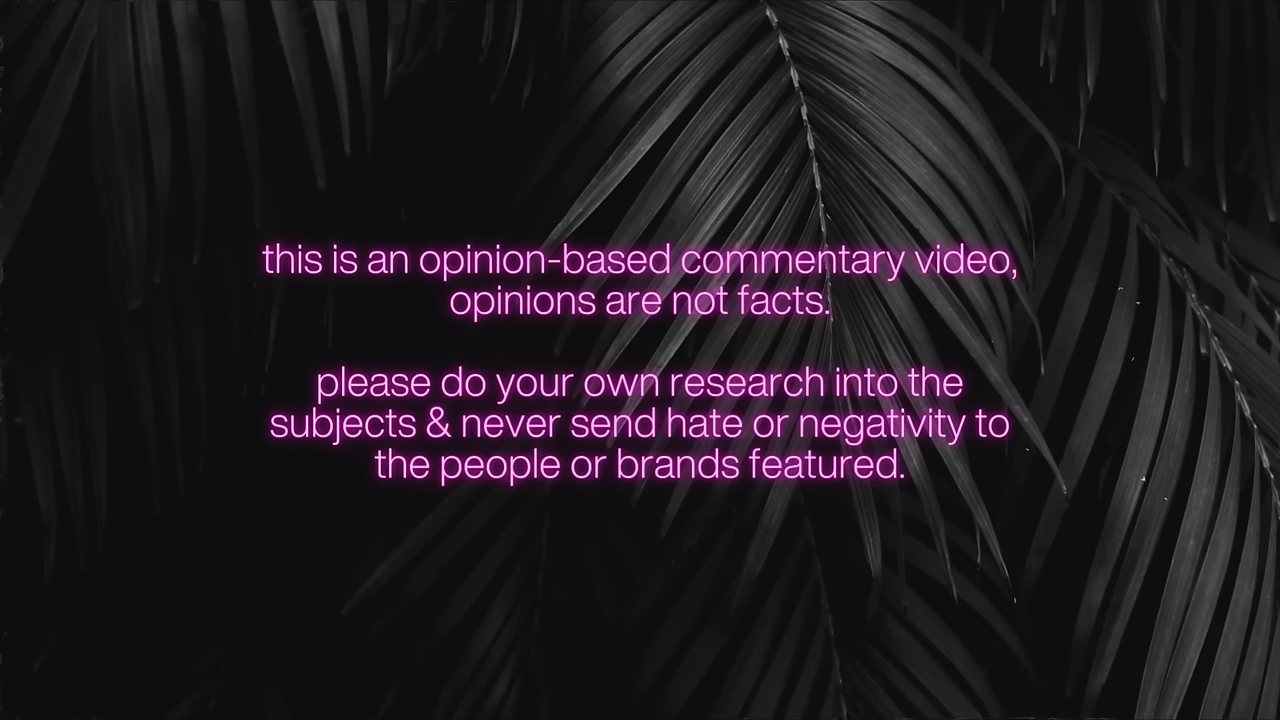 this is an opinion-based commentary video,
opinions are not facts.
please do your own research into the
subjects & never send hate or negativity to
the people or brands featured.